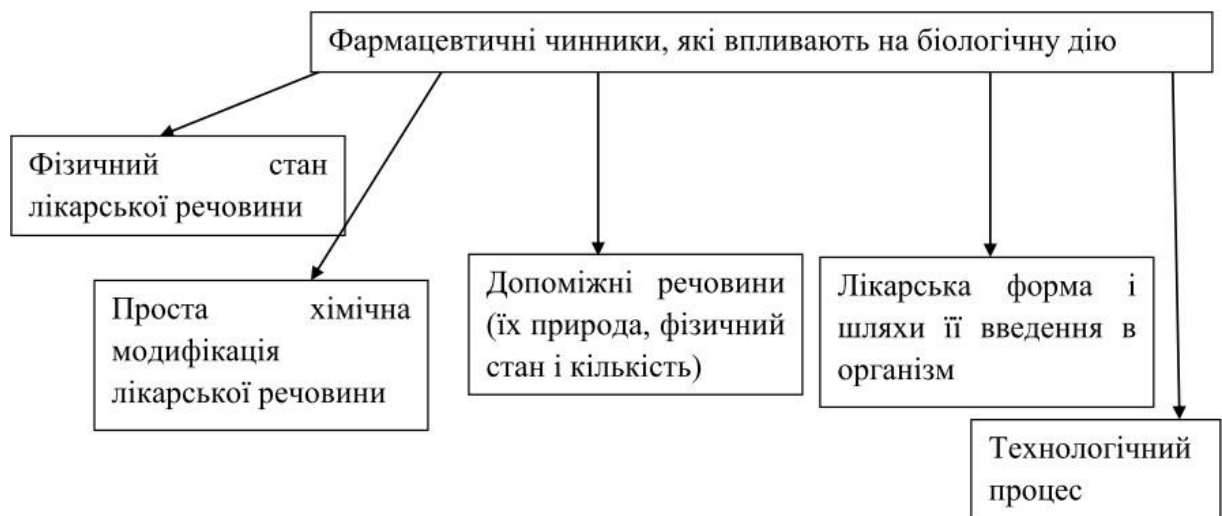 Фармацевтичні чинники, які впливають на біологічну дію
Фізичний стан
лікарської речовини
Проста хімічна
модифікація
лікарської речовини
Допоміжні речовини
(їх природа, фізичний
стан і кількість)
Лікарська форма і
шляхи її введення в
організм
Технологічний
процес